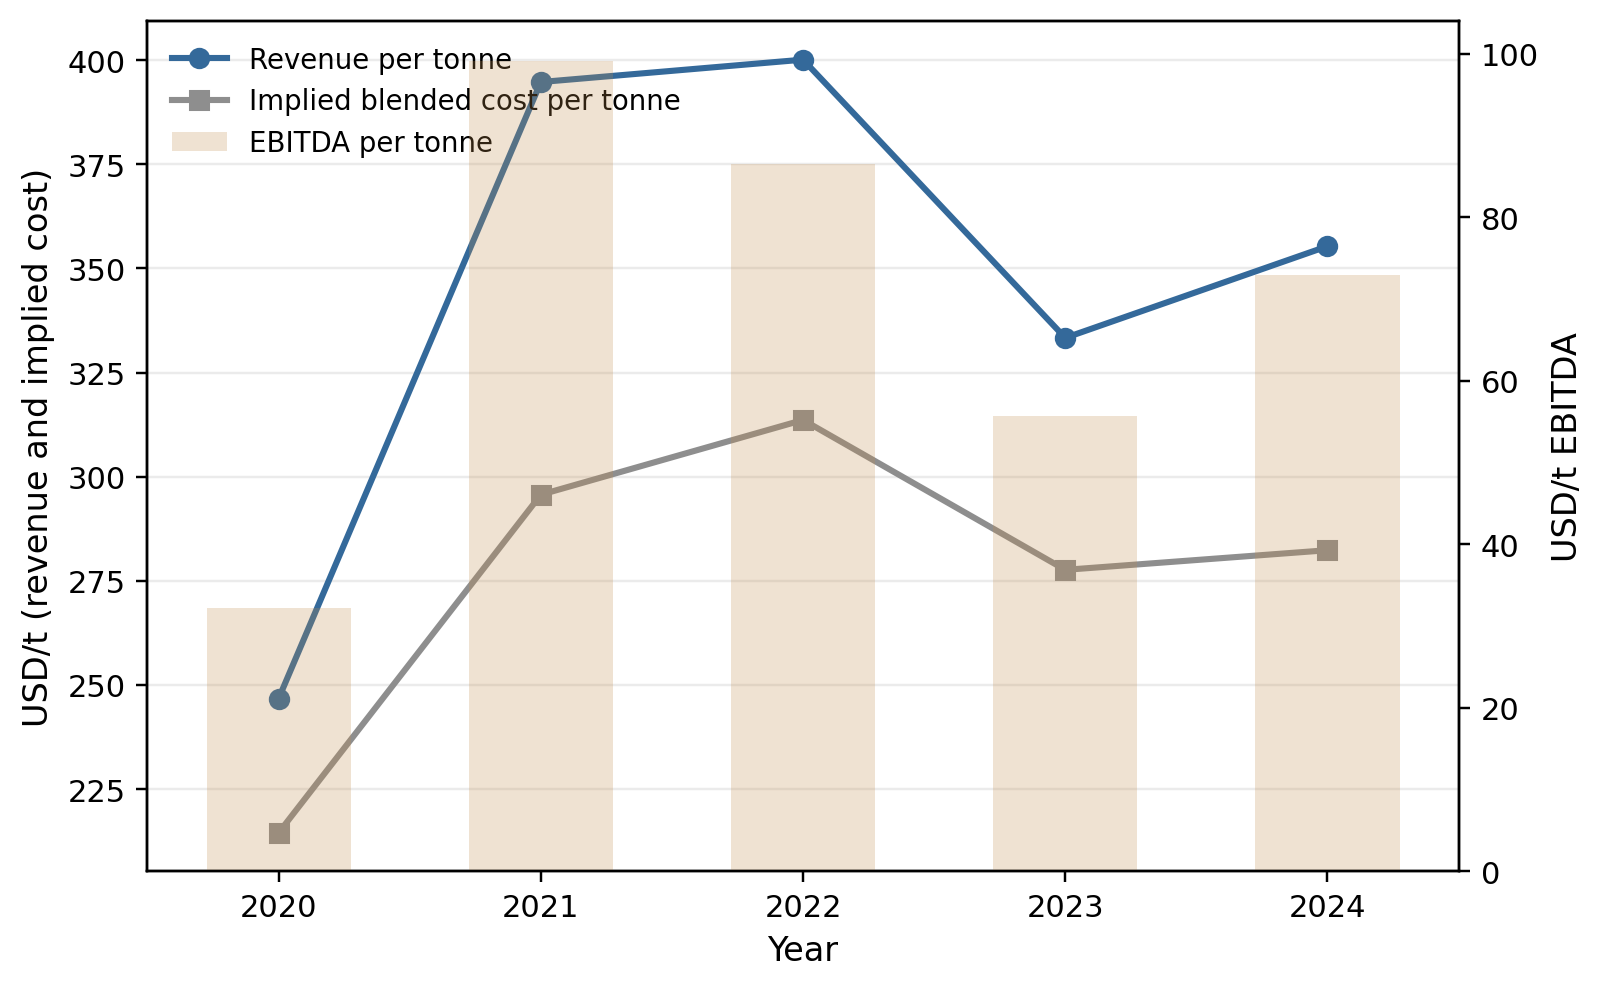 Revenue per tonne
Implied blended cost per tonne
EBITDA per tonne
USD/t (revenue and implied cost)
400
375
350
325
300
275
250
225
100
80
60
40
20
0
USD/t EBITDA
2020 2021 2022 2023 2024
Year